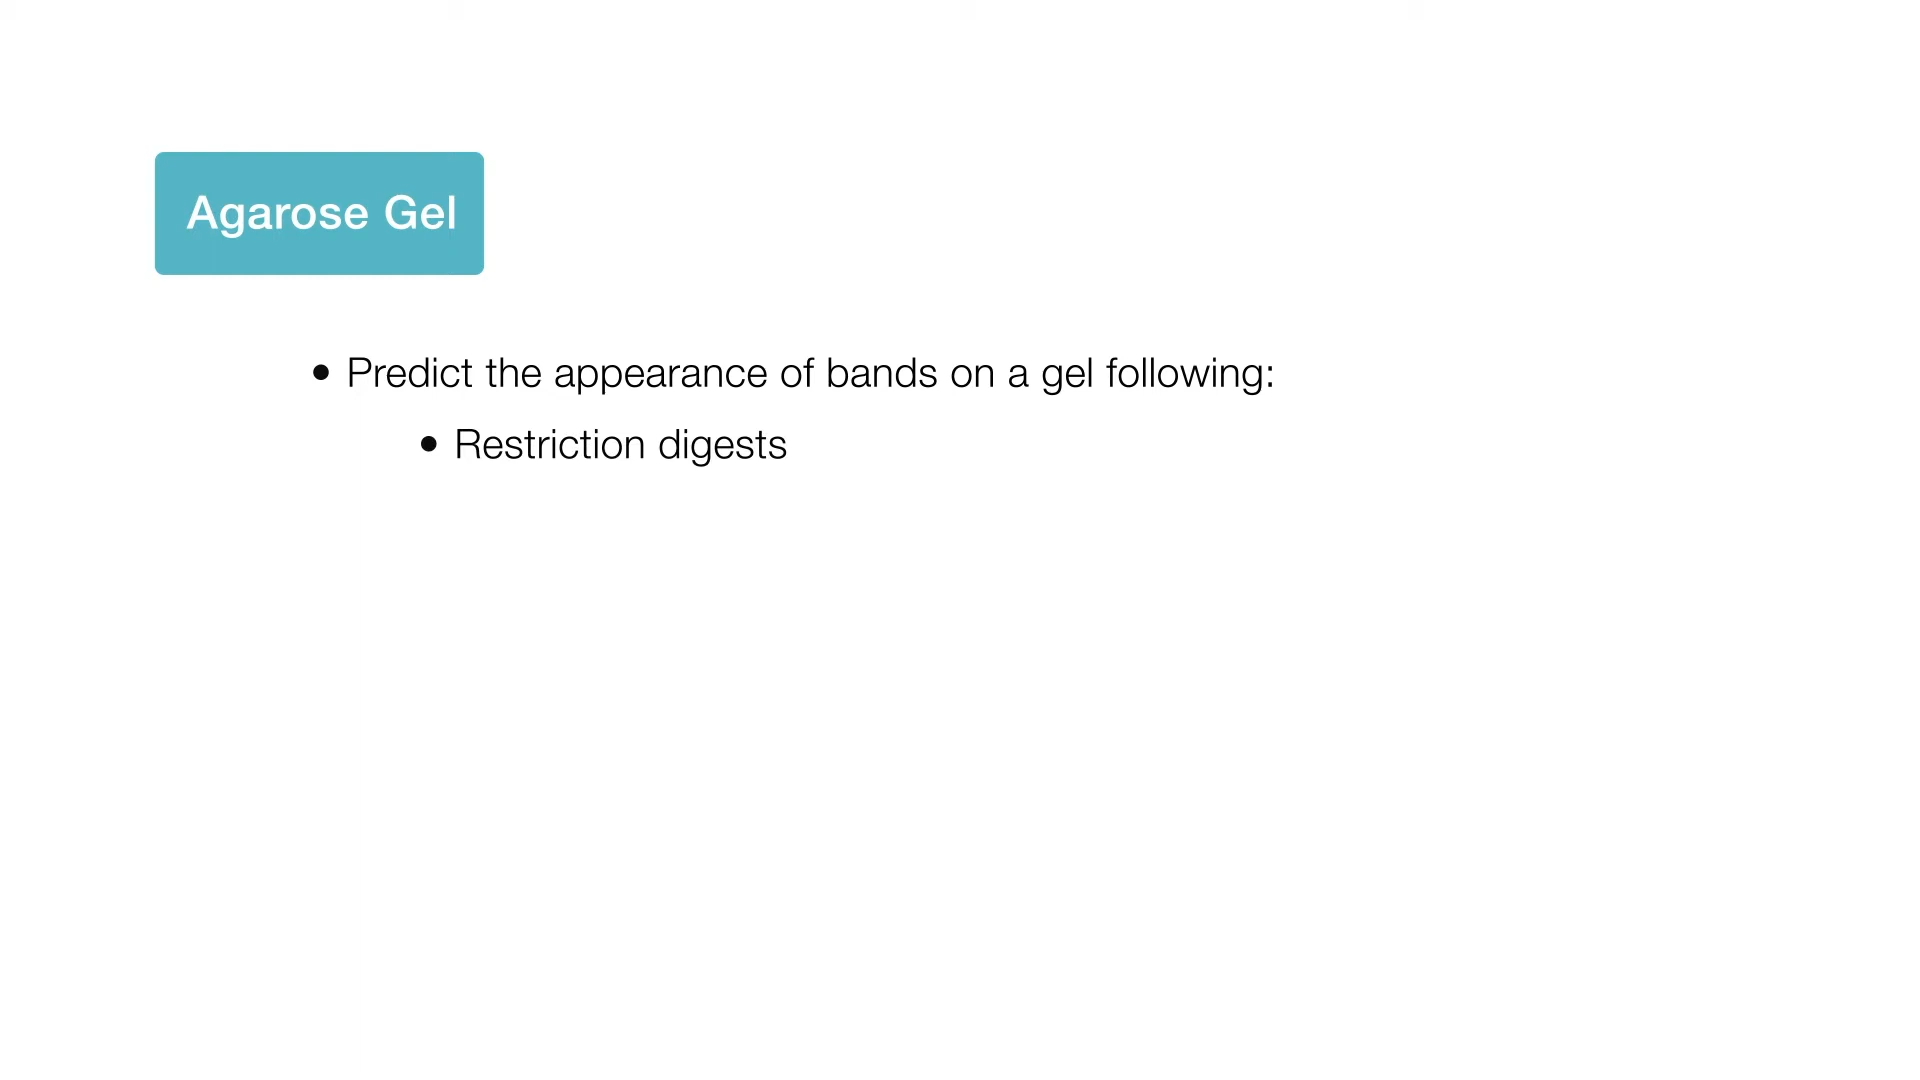 Agarose Gel
• Predict the appearance of bands on a gel following:
• Restriction digests